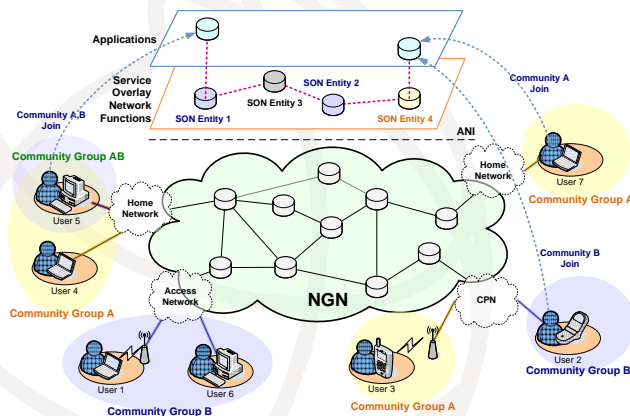 Applications
Service
Overlay
Network
Functions
SON Entity 2
SON Entity 3
SON Entity 1
SON Entity 4
ANI
Community A,B
Join
Community A
Join
Community Group AB
User 5
Home
Network
Home
Network
User 7
Community Group A
User 4
Community Group A
Access
Network
NGN
Community B
Join
CPN
User 1
User 6
Community Group B
User 3
Community Group A
User 2
Community Group B